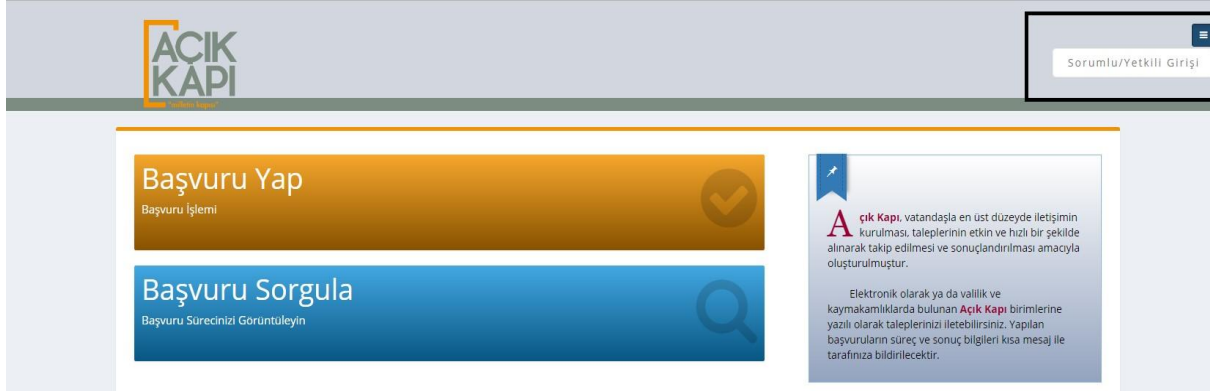 AÇIK
KAPI
"milletin kapısı"
Sorumlu/Yetkili Girişi
Başvuru Yap
Başvuru İşlemi
Başvuru Sorgula
Başvuru Sürecinizi Görüntüleyin
Açık Kapı, vatandaşla en üst düzeyde iletişimin
kurulması, taleplerinin etkin ve hızlı bir şekilde
alınarak takip edilmesi ve sonuçlandırılması amacıyla
oluşturulmuştur.
Elektronik olarak ya da valilik ve
kaymakamlıklarda bulunan Açık Kapı birimlerine
yazılı olarak taleplerinizi iletebilirsiniz. Yapılan
başvuruların süreç ve sonuç bilgileri kısa mesaj ile
tarafınıza bildirilecektir.